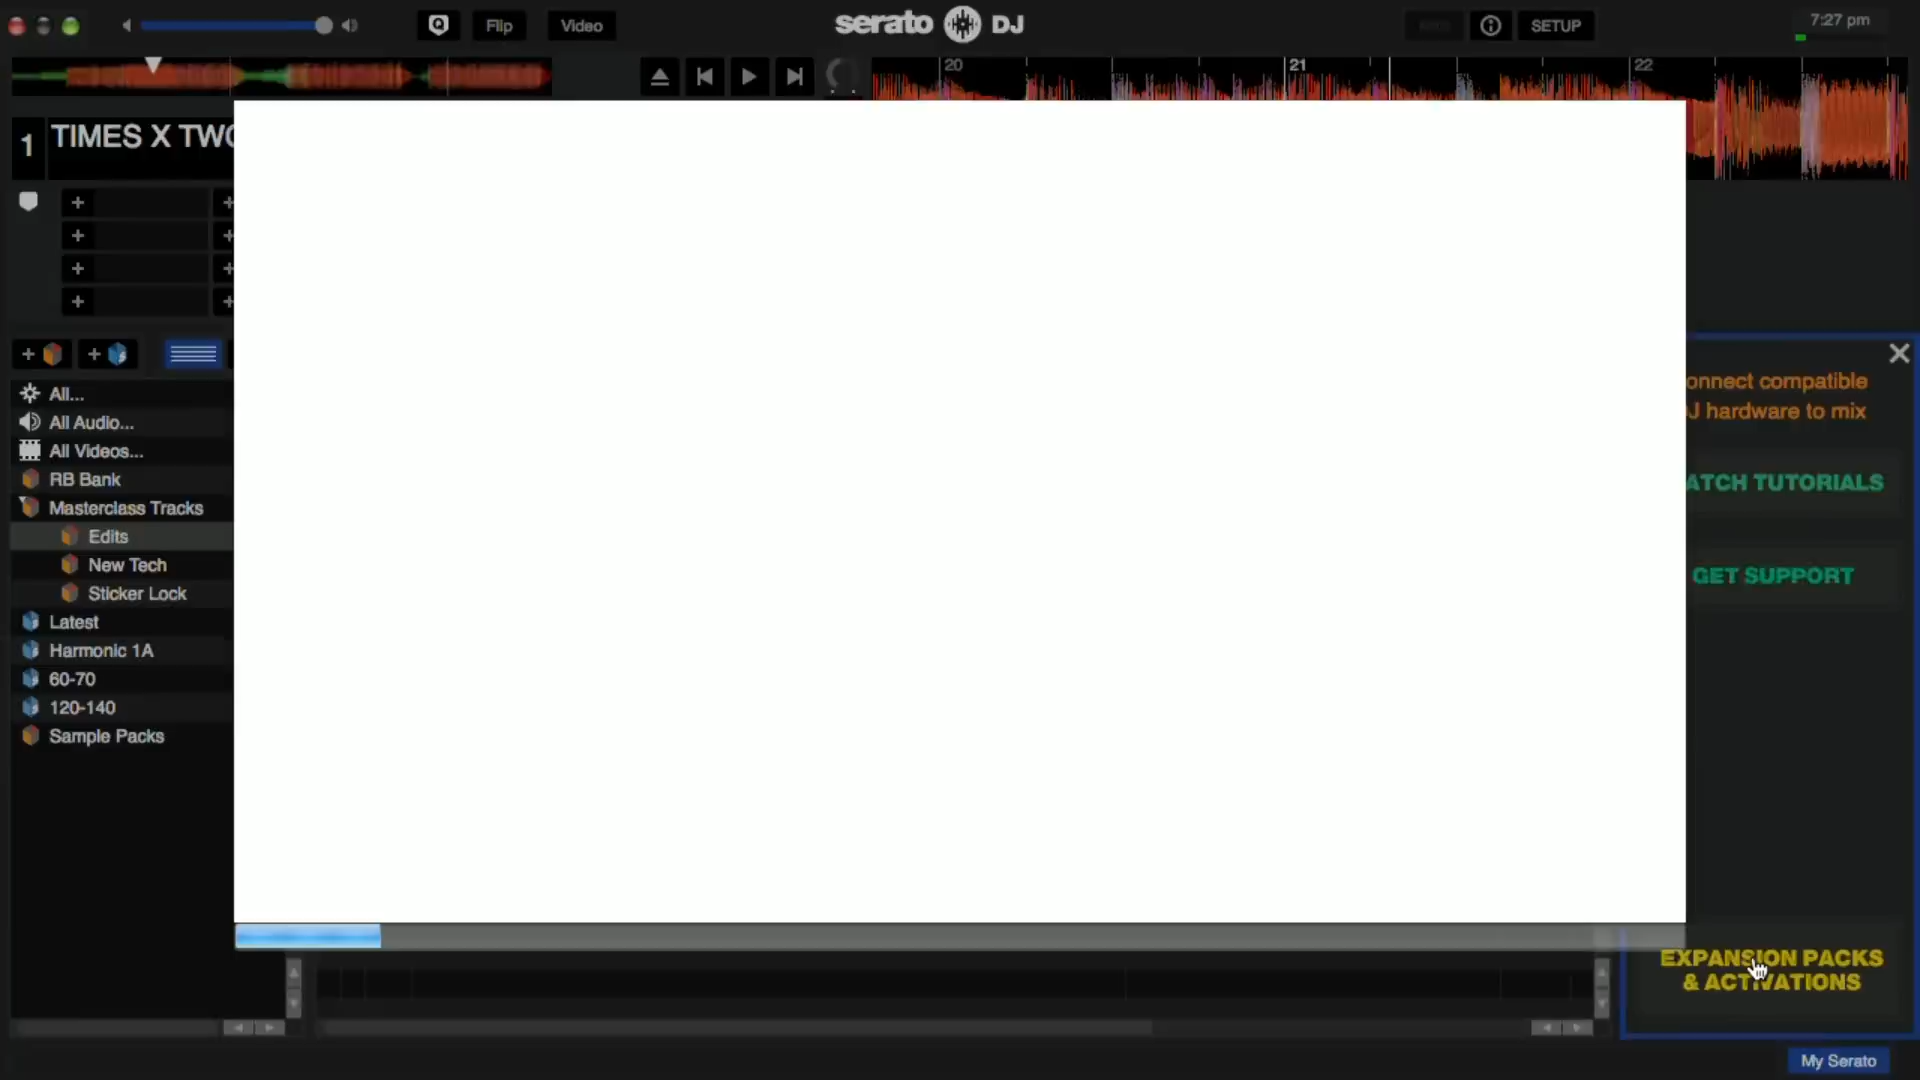 Flip
Video
serato DJ
SETUP
7:27 pm
20
21
22
1
TIMES X TWO
All...
All Audio...
All Videos...
RB Bank
Masterclass Tracks
Edits
New Tech
Sticker Lock
Latest
Harmonic 1A
60-70
120-140
Sample Packs
onnect compatible
J hardware to mix
ATCH TUTORIALS
GET SUPPORT
EXPANSION PACKS
& ACTIVATIONS
My Serato